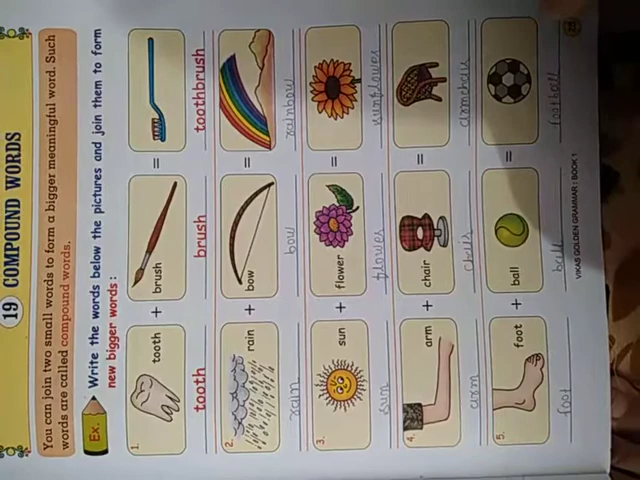 19 COMPOUND WORDS
You can join two small words to form a bigger meaningful word. Such
words are called compound words.
Ex. Write the words below the pictures and join them to form
new bigger words :
1. tooth + brush =
tooth brush toothbrush
2. rain + bow =
rain bow rainbow
3. sun + flower =
sun flower sunflower
4. arm + chair =
arm chair armchair
5. foot + ball =
foot ball football
VIKAS GOLDEN GRAMMAR : BOOK 1